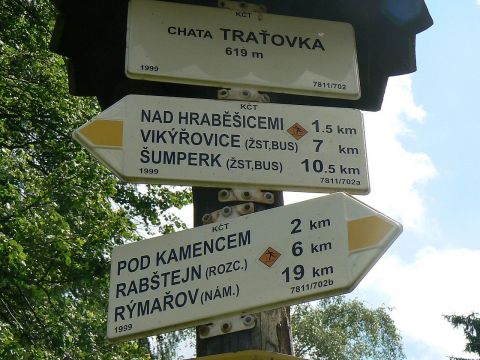 KČT
CHATA TRAŤOVKA
619 m
1999 7811/702
KČT
NAD HRABĚŠICEMI 1.5 km
VIKÝŘOVICE (ŽST,BUS) 7 km
ŠUMPERK (ŽST,BUS) 10.5 km
1999 7811/702a
KČT
POD KAMENCEM 2 km
RABŠTEJN (ROZC.) 6 km
RÝMAŘOV (NÁM.) 19 km
1999 7811/702b